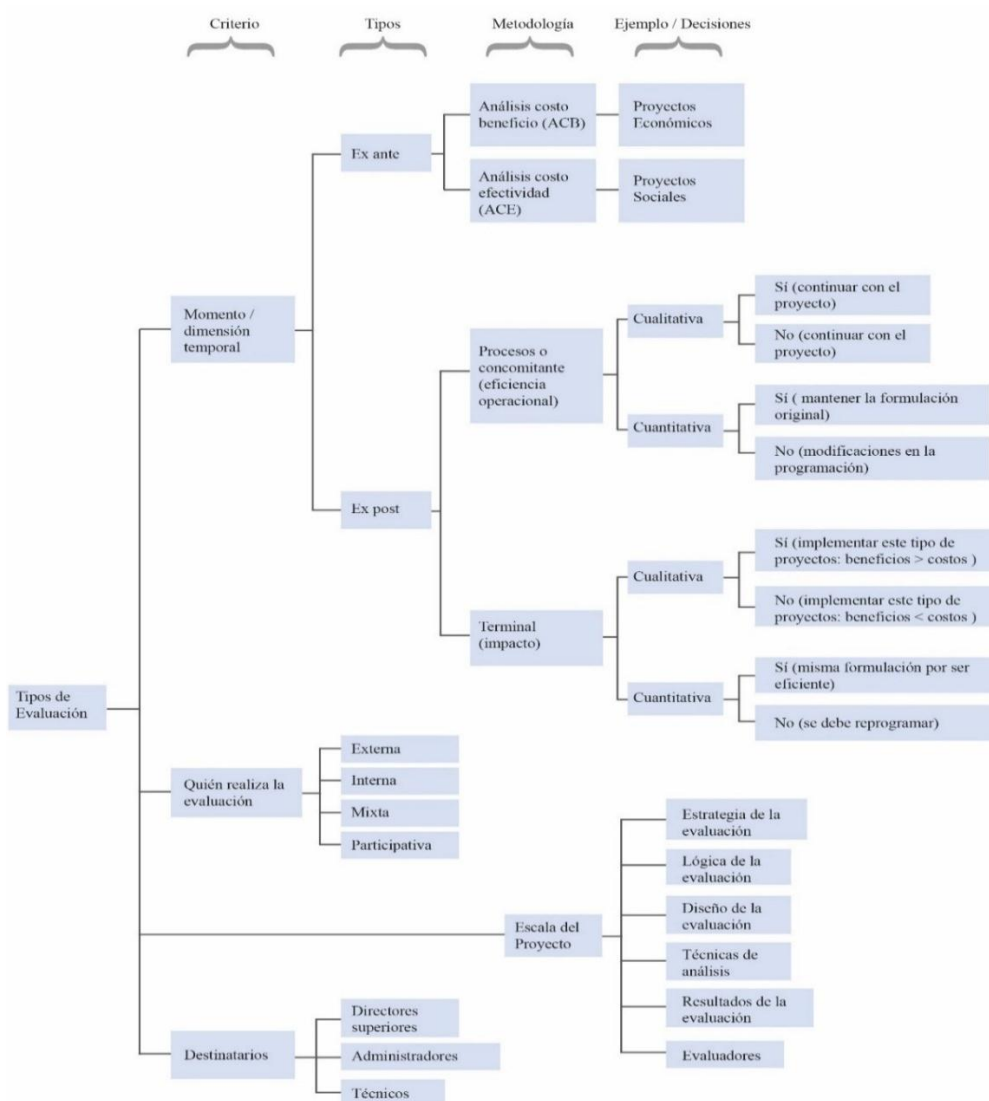 Criterio
Tipos
Metodología
Ejemplo / Decisiones
Análisis costo
beneficio (ACB)
Proyectos
Económicos
Ex ante
Análisis costo
efectividad
(ACE)
Proyectos
Sociales
Momento /
dimensión
temporal
Procesos o
concomitante
(eficiencia
operacional)
Cualitativa
Sí (continuar con el
proyecto)
No (continuar con el
proyecto)
Cuantitativa
Sí ( mantener la formulación
original)
No (modificaciones en la
programación)
Ex post
Terminal
(impacto)
Cualitativa
Sí (implementar este tipo de
proyectos: beneficios > costos )
No (implementar este tipo de
proyectos: beneficios < costos )
Cuantitativa
Sí (misma formulación por ser
eficiente)
No (se debe reprogramar)
Tipos de
Evaluación
Quién realiza la
evaluación
Externa
Interna
Mixta
Participativa
Escala del
Proyecto
Estrategia de la
evaluación
Lógica de la
evaluación
Diseño de la
evaluación
Técnicas de
análisis
Resultados de la
evaluación
Evaluadores
Destinatarios
Directores
superiores
Administradores
Técnicos